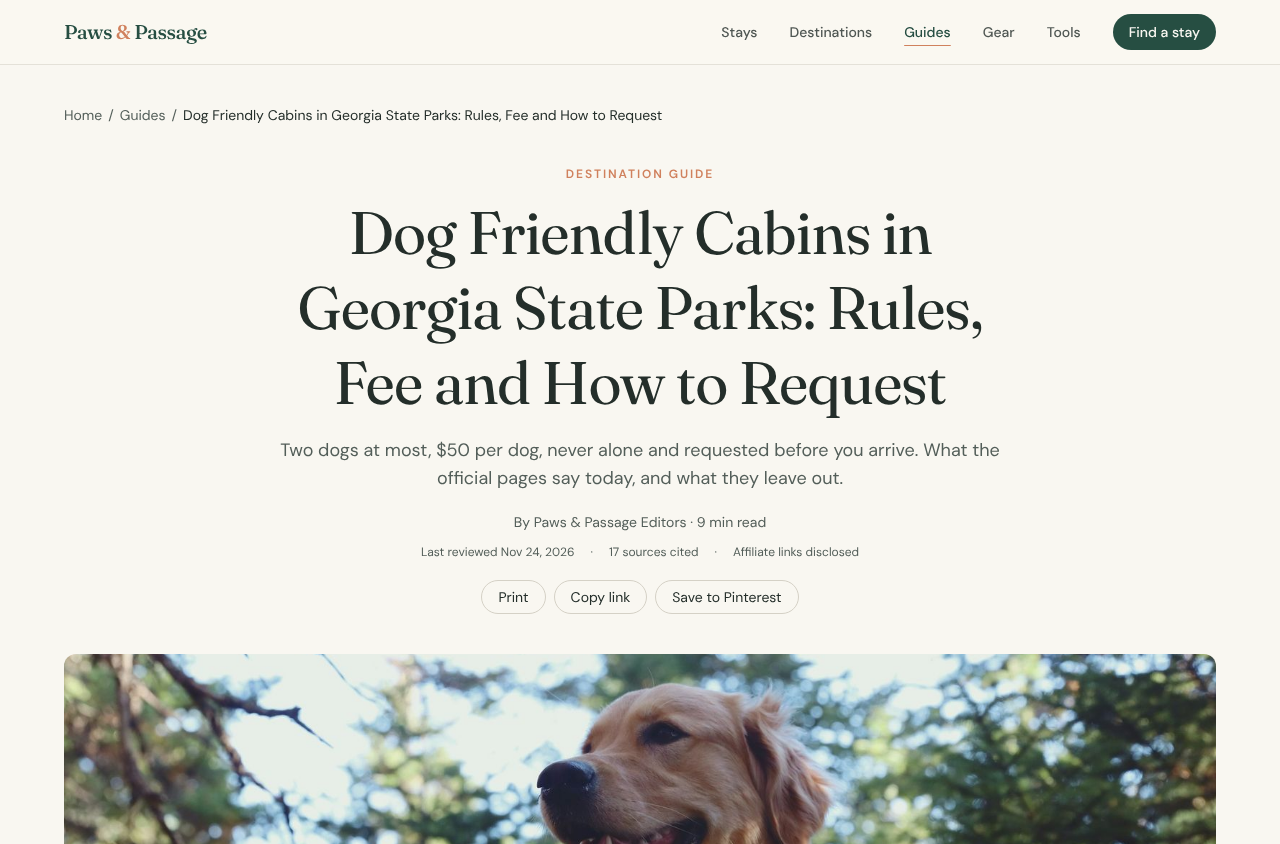 Paws & Passage
Stays
Destinations
Guides
Gear
Tools
Find a stay
Home / Guides / Dog Friendly Cabins in Georgia State Parks: Rules, Fee and How to Request
DESTINATION GUIDE
Dog Friendly Cabins in
Georgia State Parks: Rules,
Fee and How to Request
Two dogs at most, $50 per dog, never alone and requested before you arrive. What the
official pages say today, and what they leave out.
By Paws & Passage Editors · 9 min read
Last reviewed Nov 24, 2026 · 17 sources cited · Affiliate links disclosed
Print
Copy link
Save to Pinterest